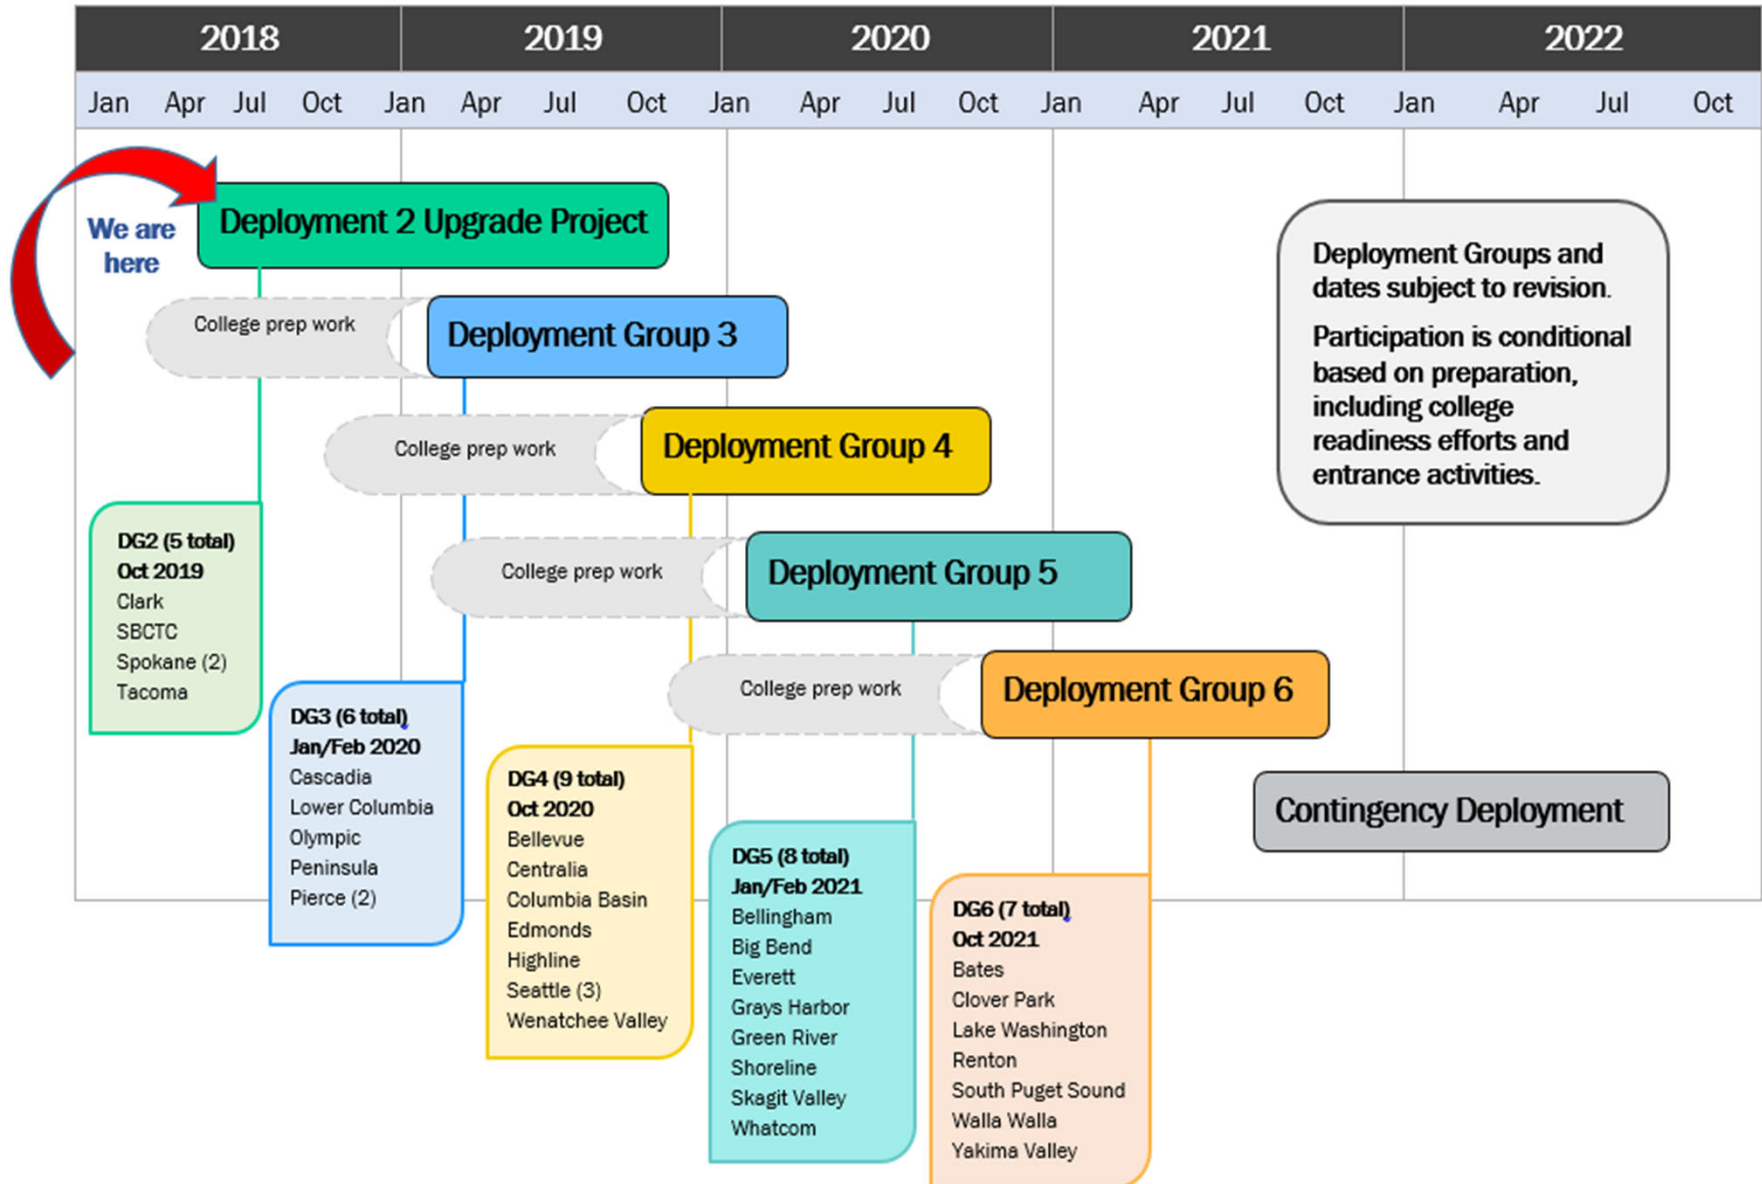 2018 2019 2020 2021 2022
Jan Apr Jul Oct Jan Apr Jul Oct Jan Apr Jul Oct Jan Apr Jul Oct Jan Apr Jul Oct
We are
here
Deployment 2 Upgrade Project
College prep work
Deployment Group 3
College prep work
Deployment Group 4
College prep work
Deployment Group 5
College prep work
Deployment Group 6
Contingency Deployment
Deployment Groups and
dates subject to revision.
Participation is conditional
based on preparation,
including college
readiness efforts and
entrance activities.
DG2 (5 total)
Oct 2019
Clark
SBCTC
Spokane (2)
Tacoma
DG3 (6 total)
Jan/Feb 2020
Cascadia
Lower Columbia
Olympic
Peninsula
Pierce (2)
DG4 (9 total)
Oct 2020
Bellevue
Centralia
Columbia Basin
Edmonds
Highline
Seattle (3)
Wenatchee Valley
DG5 (8 total)
Jan/Feb 2021
Bellingham
Big Bend
Everett
Grays Harbor
Green River
Shoreline
Skagit Valley
Whatcom
DG6 (7 total)
Oct 2021
Bates
Clover Park
Lake Washington
Renton
South Puget Sound
Walla Walla
Yakima Valley